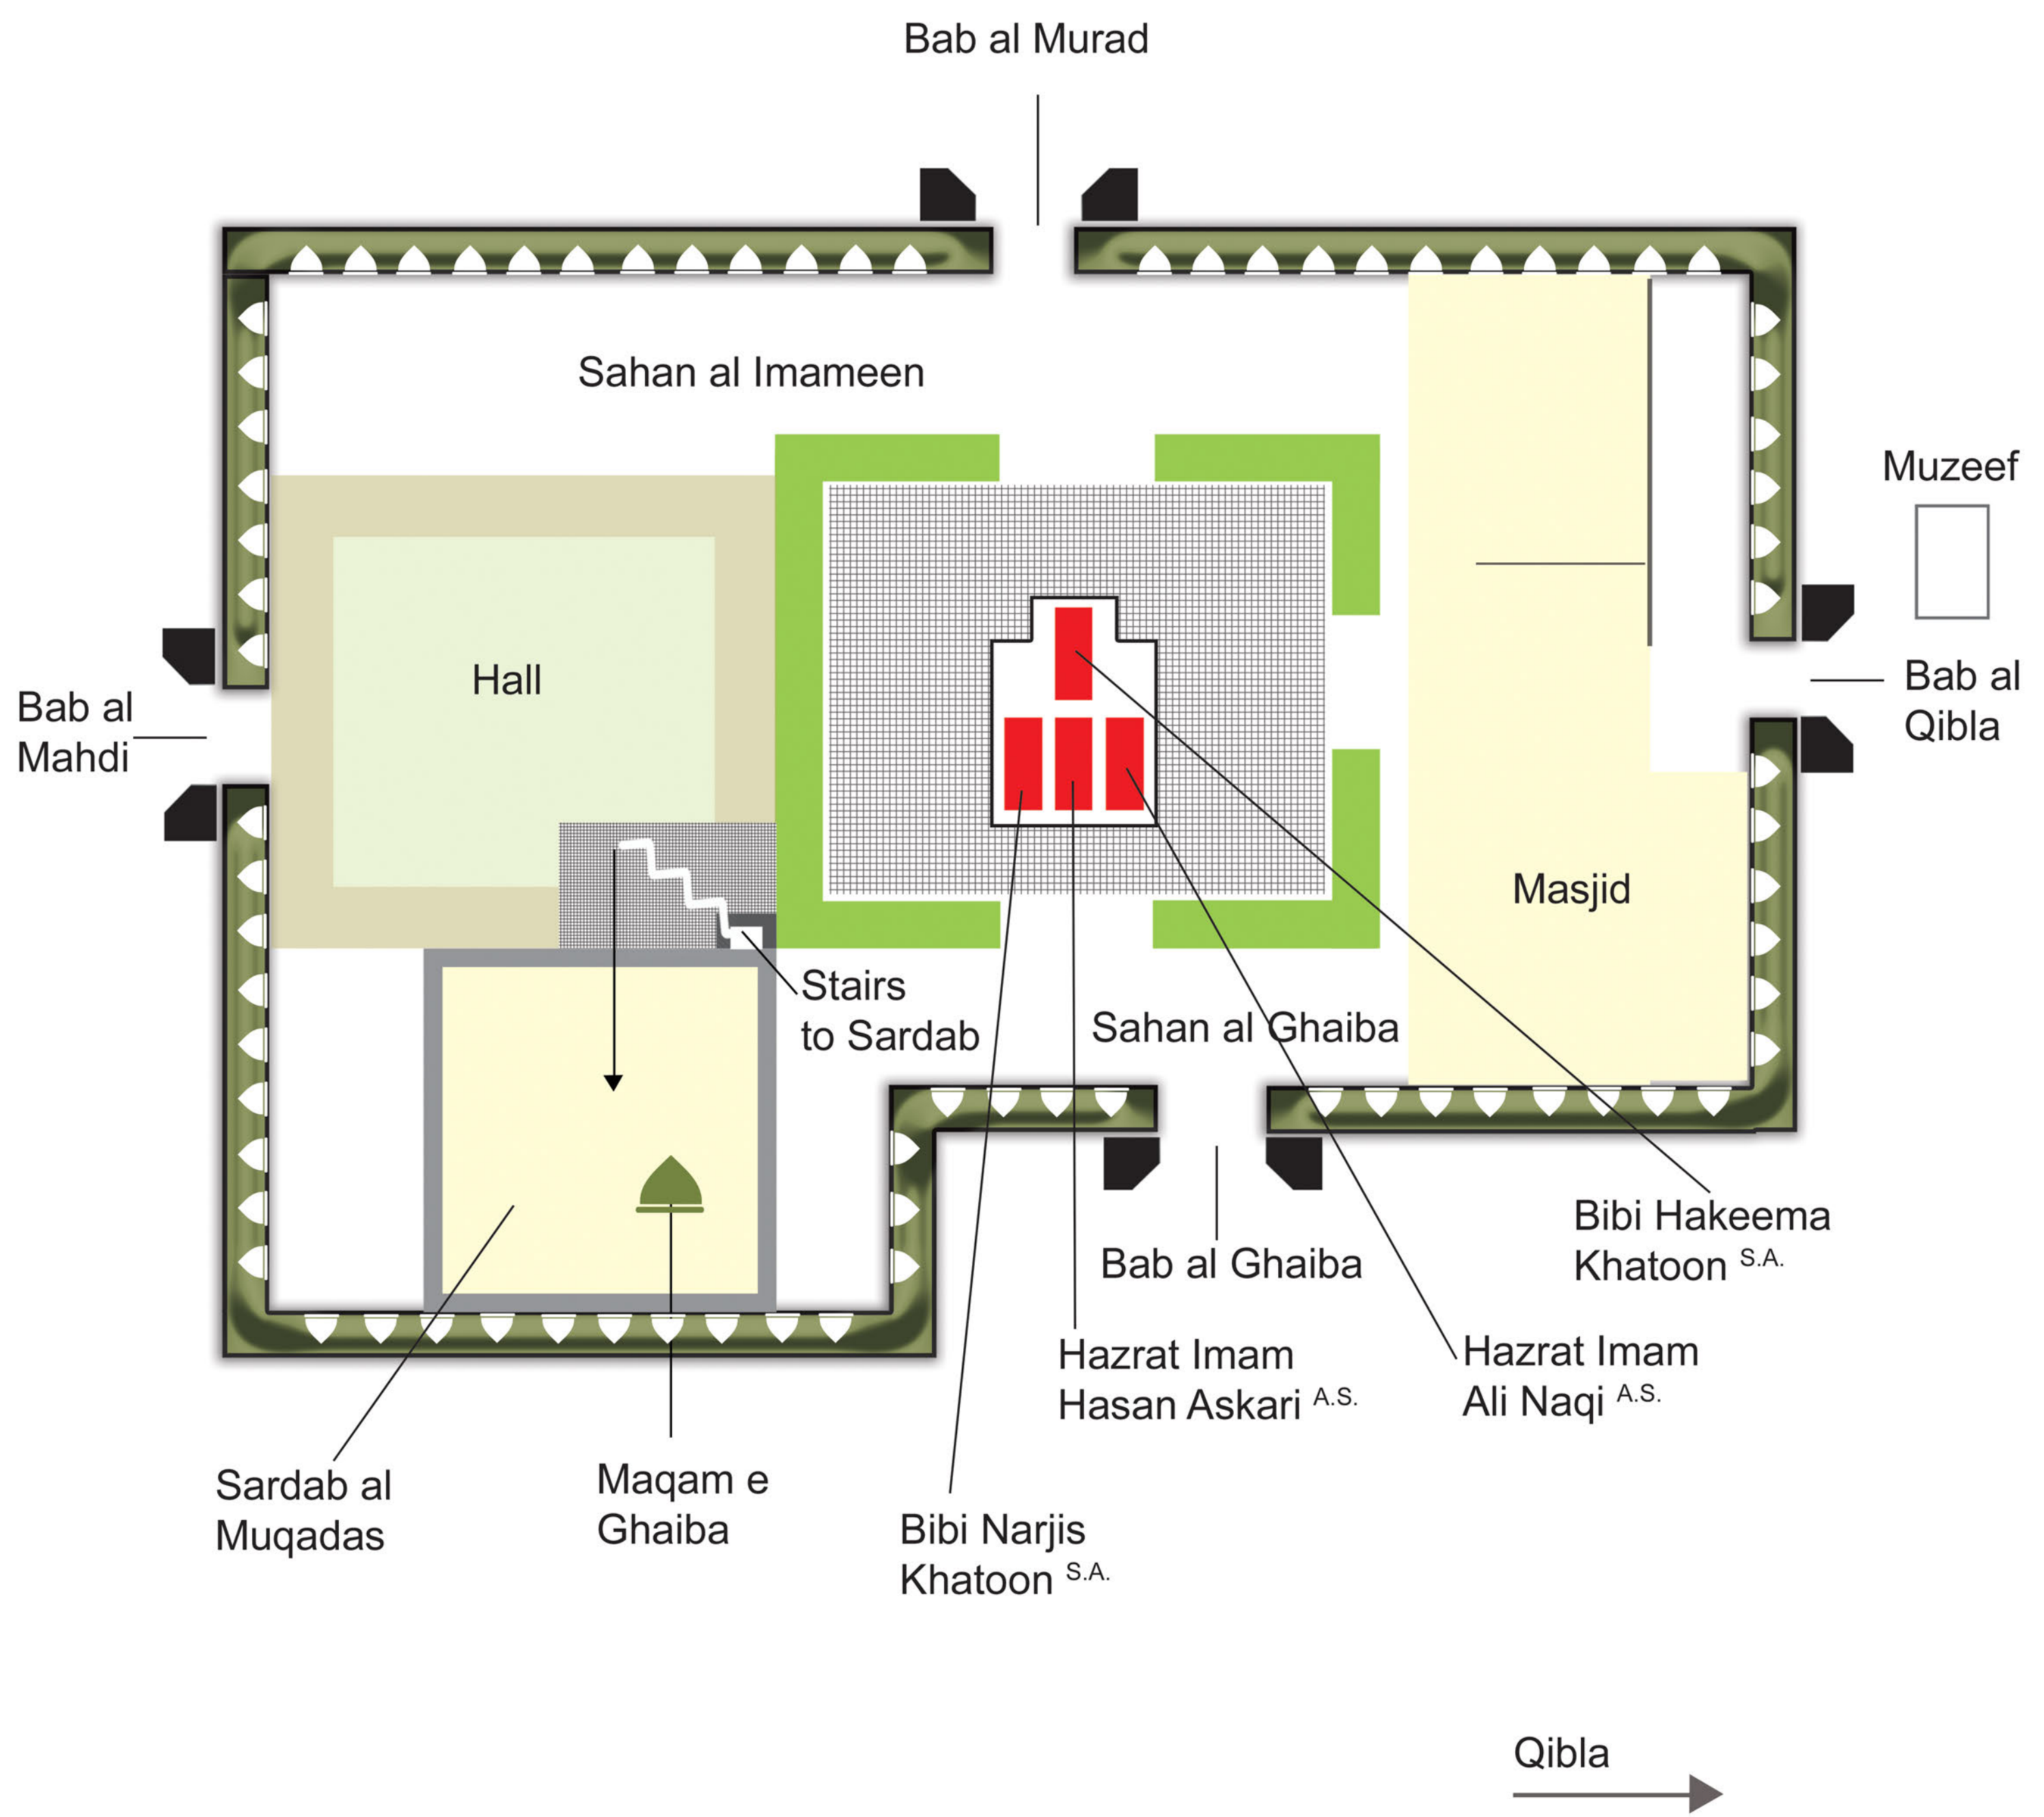 Bab al Murad
Sahan al Imameen
Muzeef
Hall
Bab al
Qibla
Bab al
Mahdi
Masjid
Stairs
to Sardab
Sahan al Ghaiba
Bab al Ghaiba
Bibi Hakeema
Khatoon S.A.
Hazrat Imam
Hasan Askari A.S.
Hazrat Imam
Ali Naqi A.S.
Sardab al
Muqadas
Maqam e
Ghaiba
Bibi Narjis
Khatoon S.A.
Qibla